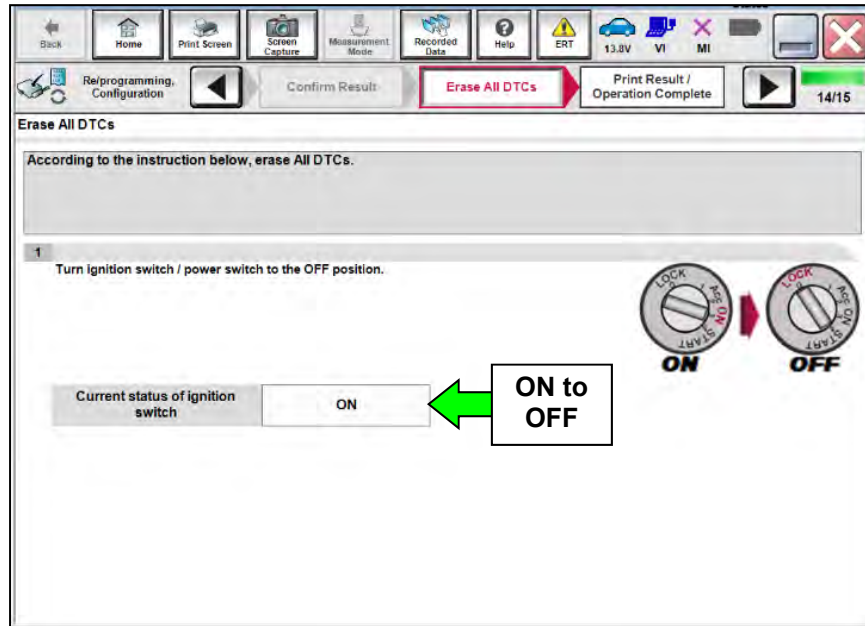 Back
Home
Print Screen
Screen
Capture
Measurement
Mode
Recorded
Data
Help
ERT
13.8V
VI
MI
Re/programming,
Configuration
Confirm Result
Erase All DTCs
Print Result /
Operation Complete
14/15
Erase All DTCs
According to the instruction below, erase All DTCs.
1
Turn ignition switch / power switch to the OFF position.
LOCK
Acc
ON
START
ON
LOCK
Acc
ON
START
OFF
Current status of ignition
switch
ON
ON to
OFF